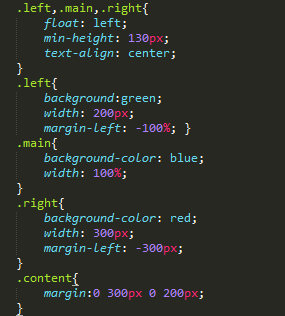 .left,.main,.right{
float: left;
min-height: 130px;
text-align: center;
}
.left{
background:green;
width: 200px;
margin-left: -100%; }
.main{
background-color: blue;
width: 100%;
}
.right{
background-color: red;
width: 300px;
margin-left: -300px;
}
.content{
margin:0 300px 0 200px;
}